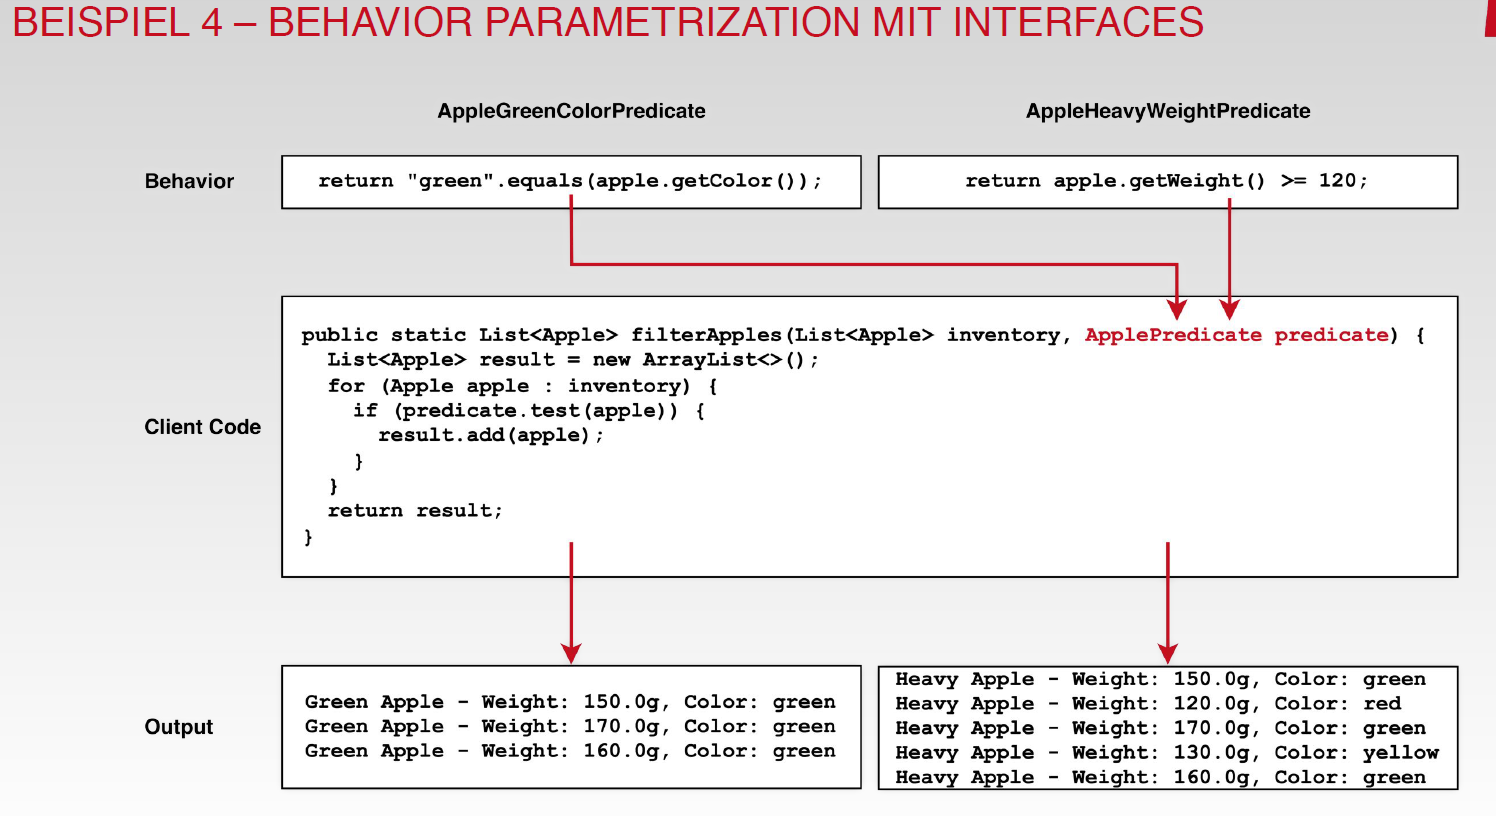 BEISPIEL 4 – BEHAVIOR PARAMETRIZATION MIT INTERFACES
AppleGreenColorPredicate
AppleHeavyWeightPredicate
Behavior
return "green".equals(apple.getColor());
return apple.getWeight() >= 120;
Client Code
public static List<Apple> filterApples(List<Apple> inventory, ApplePredicate predicate) {
  List<Apple> result = new ArrayList<>();
  for (Apple apple : inventory) {
    if (predicate.test(apple)) {
      result.add(apple);
    }
  }
  return result;
}
Output
Green Apple - Weight: 150.0g, Color: green
Green Apple - Weight: 170.0g, Color: green
Green Apple - Weight: 160.0g, Color: green
Heavy Apple - Weight: 150.0g, Color: green
Heavy Apple - Weight: 120.0g, Color: red
Heavy Apple - Weight: 170.0g, Color: green
Heavy Apple - Weight: 130.0g, Color: yellow
Heavy Apple - Weight: 160.0g, Color: green